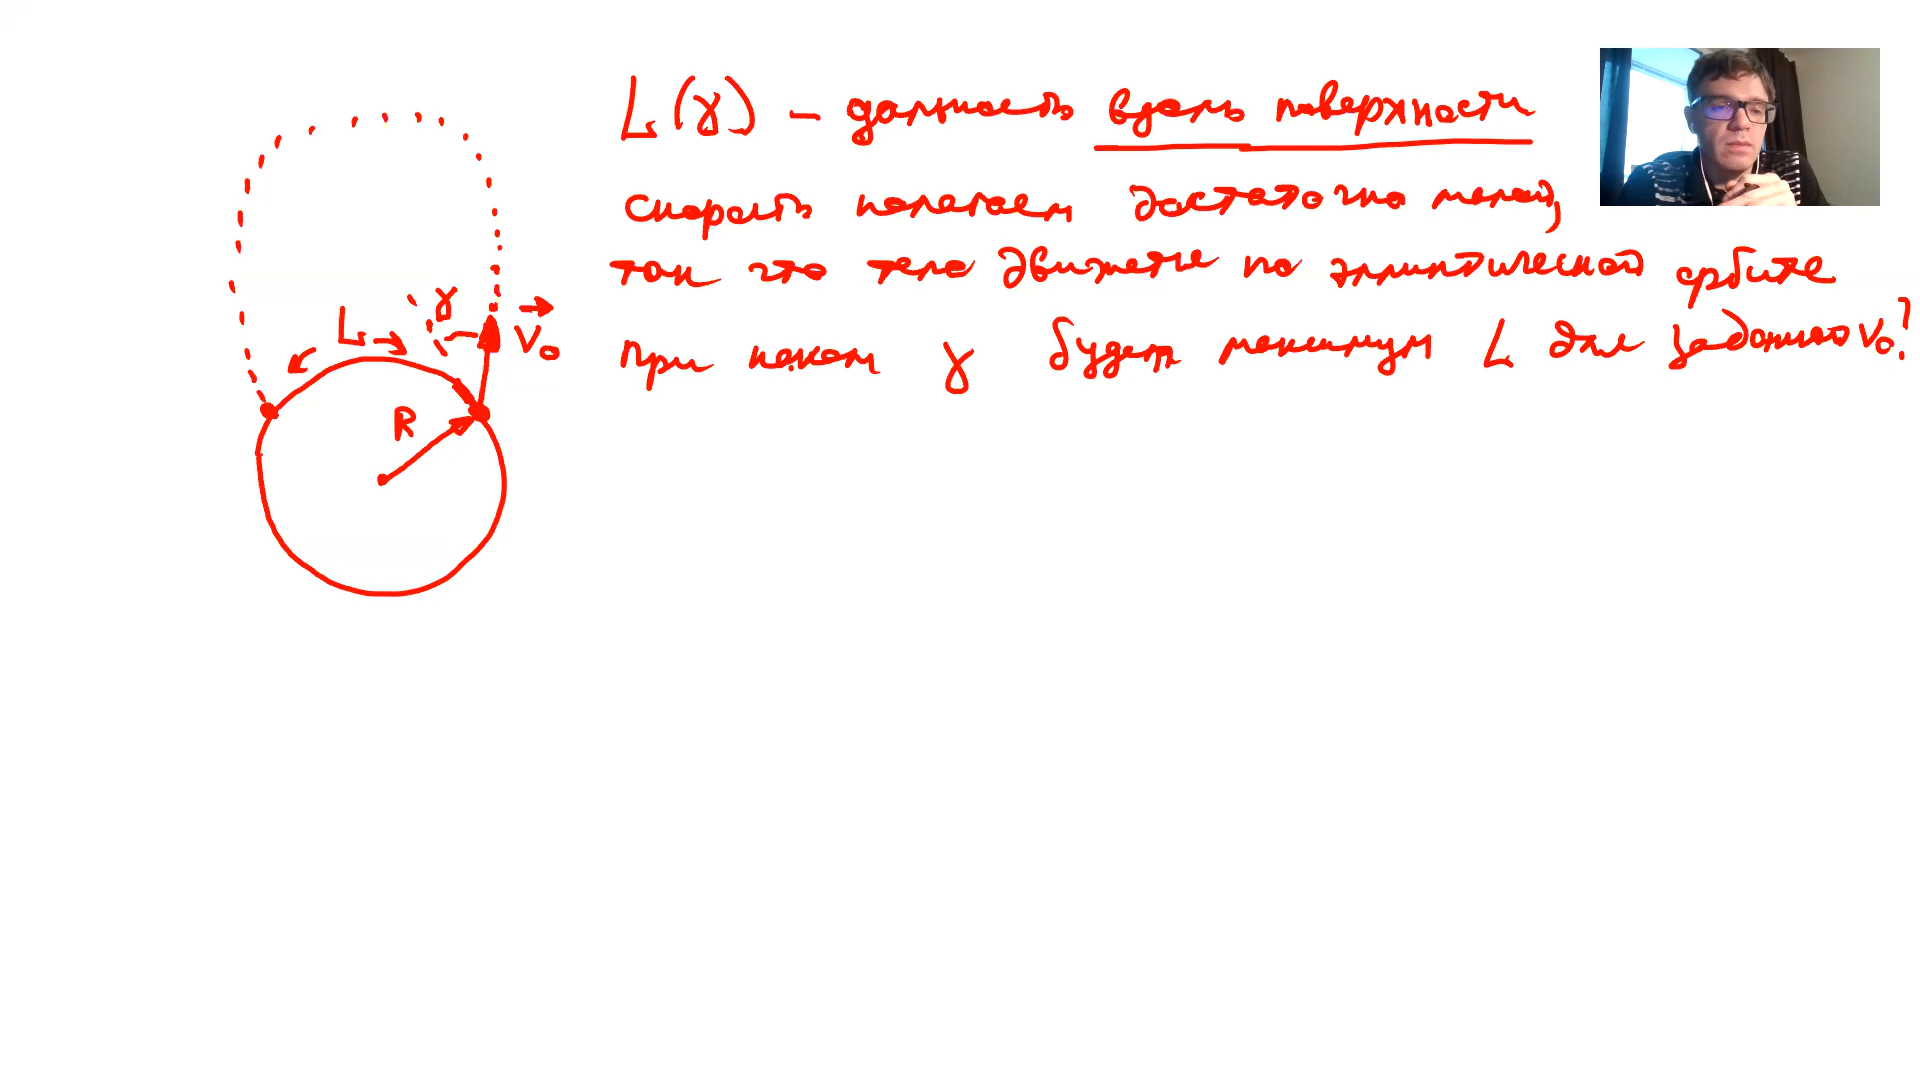 L(γ) – дальность вдоль поверхности
скорость полагаем достаточно малой,
так что тело движется по эллиптической орбите
при каком γ будет максимум L для заданного v₀?
γ
L
v₀
R